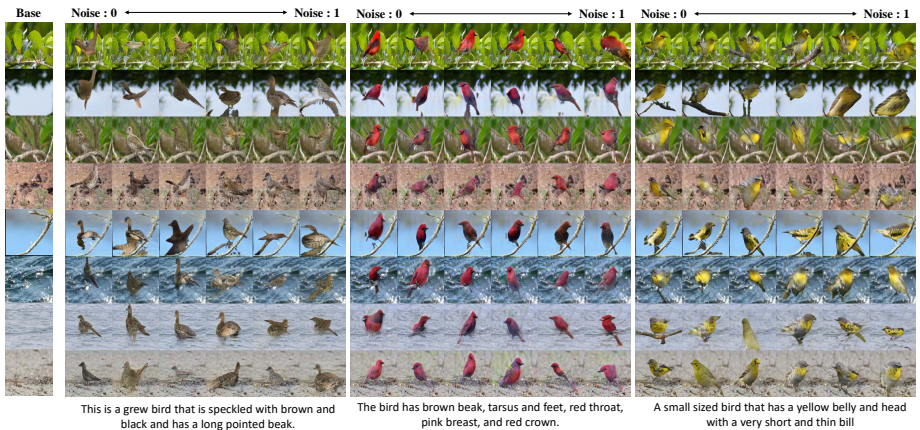 Base
Noise : 0
Noise : 1
Noise : 0
Noise : 1
Noise : 0
Noise : 1
This is a grew bird that is speckled with brown and
black and has a long pointed beak.
The bird has brown beak, tarsus and feet, red throat,
pink breast, and red crown.
A small sized bird that has a yellow belly and head
with a very short and thin bill